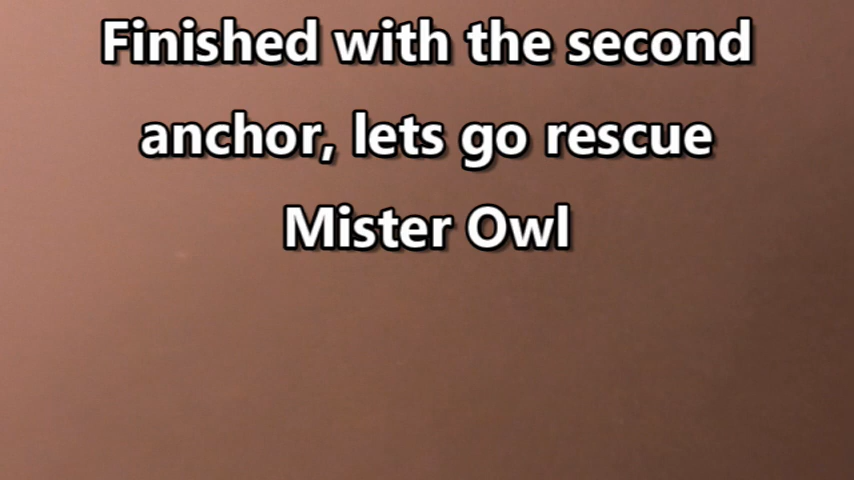 Finished with the second
anchor, lets go rescue
Mister Owl